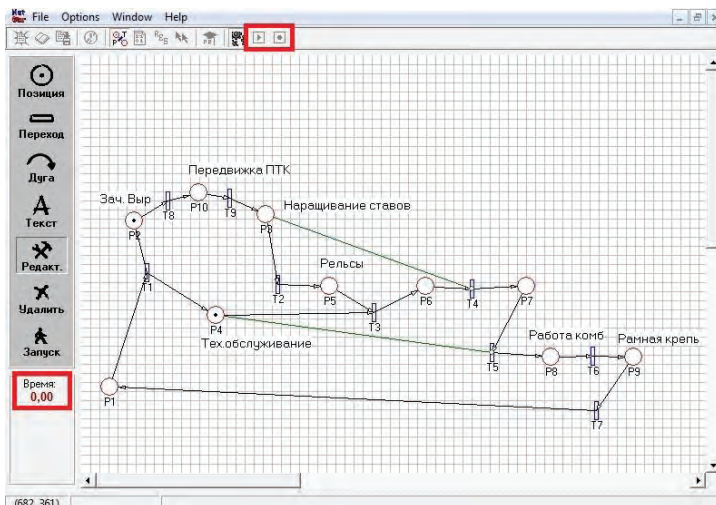 Net Star File Options Window Help
Позиция
Переход
Дуга
A
Текст
Редакт.
Удалить
Запуск
Время:
0,00
Передвижка ПТК
Зач. Выр
T8
P10
T9
P2
P3
Наращивание ставов
T1
T2
Рельсы
P5
T3
P6
T4
P7
P4
Тех.обслуживание
Работа комб
Рамная крепь
T5
P8
T6
P9
P1
T7
(682, 361)